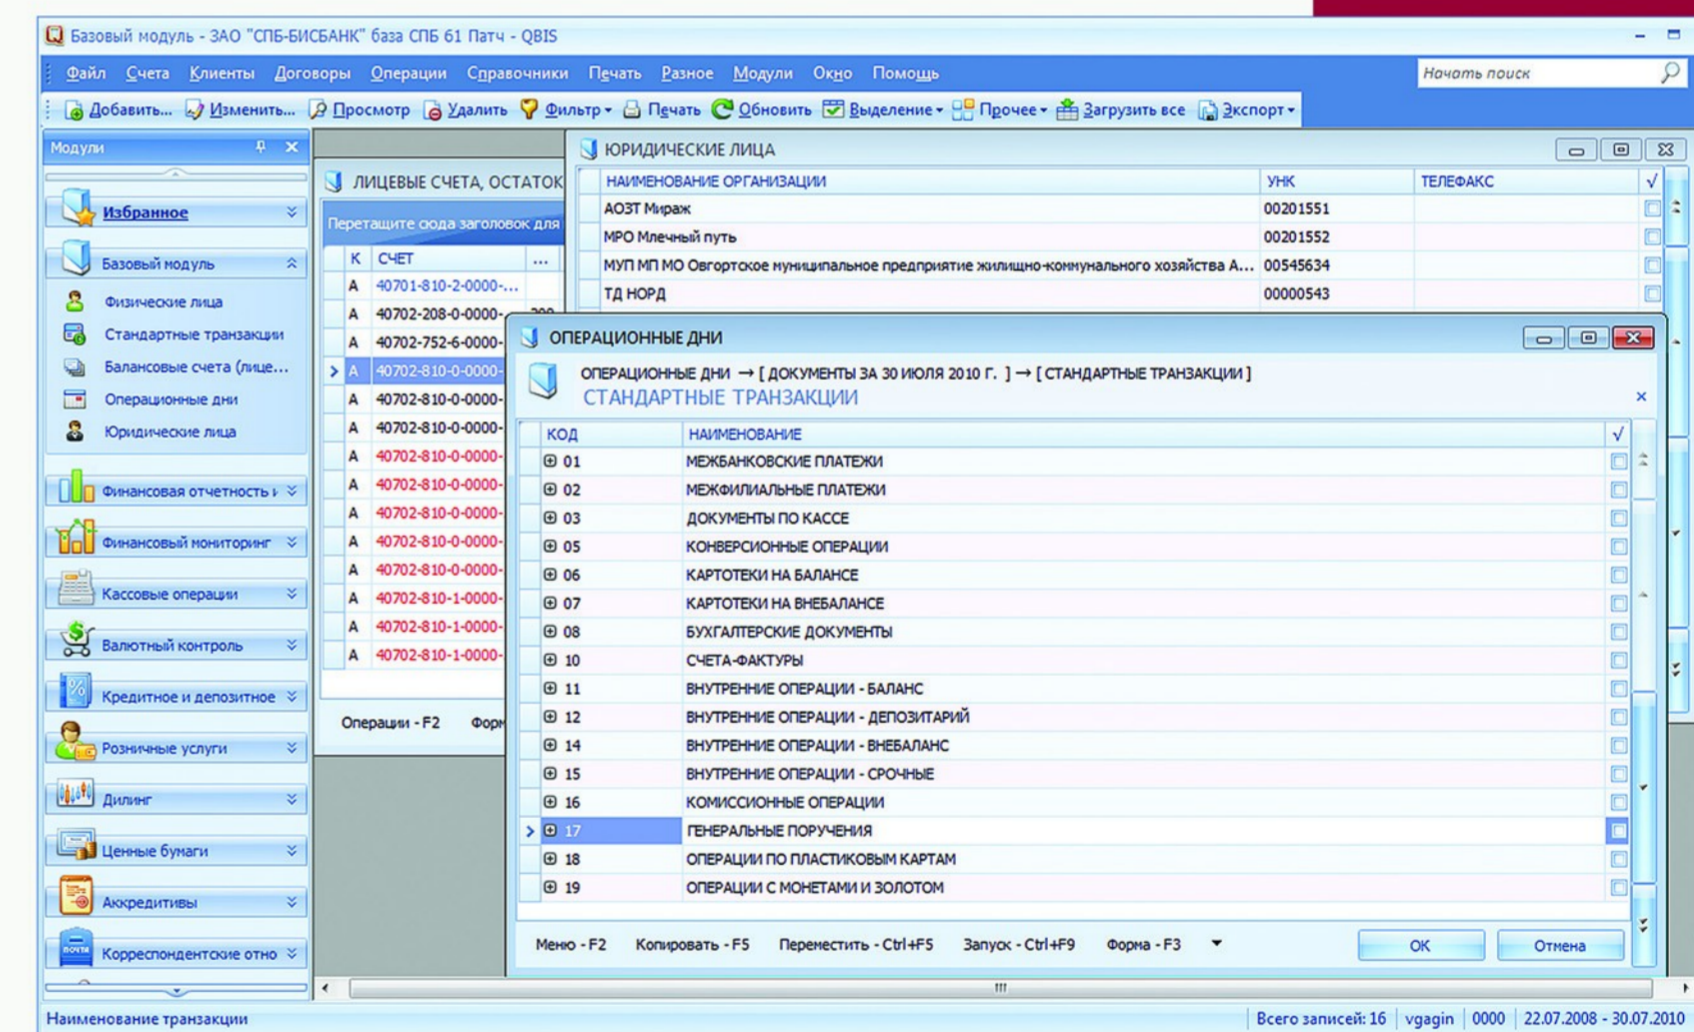 Базовый модуль - ЗАО "СПБ-БИСБАНК" база СПБ 61 Патч - QBIS
Файл Счета Клиенты Договоры Операции Справочники Печать Разное Модули Окно Помощь
Начать поиск
Добавить... Изменить... Просмотр Удалить Фильтр Печать Обновить Выделение Прочее Загрузить все Экспорт
Модули
Избранное
Базовый модуль
Физические лица
Стандартные транзакции
Балансовые счета (лице...
Операционные дни
Юридические лица
Финансовая отчетность
Финансовый мониторинг
Кассовые операции
Валютный контроль
Кредитное и депозитное
Розничные услуги
Дилинг
Ценные бумаги
Аккредитивы
ПОЧТА
Корреспондентские отно
ЛИЦЕВЫЕ СЧЕТА, ОСТАТОК
Перетащите сюда заголовок для
К СЧЕТ ...
А 40701-810-2-0000-...
А 40702-208-0-0000-
А 40702-752-6-0000-
А 40702-810-0-0000-
А 40702-810-0-0000-
А 40702-810-0-0000-
А 40702-810-0-0000-
А 40702-810-0-0000-
А 40702-810-0-0000-
А 40702-810-0-0000-
А 40702-810-0-0000-
А 40702-810-1-0000-
А 40702-810-1-0000-
А 40702-810-1-0000-
Операции - F2 Форм
ЮРИДИЧЕСКИЕ ЛИЦА
НАИМЕНОВАНИЕ ОРГАНИЗАЦИИ УНК ТЕЛЕФАКС √
АОЗТ Мираж 00201551
МРО Млечный путь 00201552
МУП МП МО Овгортское муниципальное предприятие жилищно-коммунального хозяйства А... 00545634
ТД НОРД 00000543
ОПЕРАЦИОННЫЕ ДНИ
ОПЕРАЦИОННЫЕ ДНИ → [ ДОКУМЕНТЫ ЗА 30 ИЮЛЯ 2010 Г. ] → [ СТАНДАРТНЫЕ ТРАНЗАКЦИИ ]
СТАНДАРТНЫЕ ТРАНЗАКЦИИ
КОД НАИМЕНОВАНИЕ √
01 МЕЖБАНКОВСКИЕ ПЛАТЕЖИ
02 МЕЖФИЛИАЛЬНЫЕ ПЛАТЕЖИ
03 ДОКУМЕНТЫ ПО КАССЕ
05 КОНВЕРСИОННЫЕ ОПЕРАЦИИ
06 КАРТОТЕКИ НА БАЛАНСЕ
07 КАРТОТЕКИ НА ВНЕБАЛАНСЕ
08 БУХГАЛТЕРСКИЕ ДОКУМЕНТЫ
10 СЧЕТА-ФАКТУРЫ
11 ВНУТРЕННИЕ ОПЕРАЦИИ - БАЛАНС
12 ВНУТРЕННИЕ ОПЕРАЦИИ - ДЕПОЗИТАРИЙ
14 ВНУТРЕННИЕ ОПЕРАЦИИ - ВНЕБАЛАНС
15 ВНУТРЕННИЕ ОПЕРАЦИИ - СРОЧНЫЕ
16 КОМИССИОННЫЕ ОПЕРАЦИИ
17 ГЕНЕРАЛЬНЫЕ ПОРУЧЕНИЯ
18 ОПЕРАЦИИ ПО ПЛАСТИКОВЫМ КАРТАМ
19 ОПЕРАЦИИ С МОНЕТАМИ И ЗОЛОТОМ
Меню - F2 Копировать - F5 Переместить - Ctrl+F5 Запуск - Ctrl+F9 Форма - F3
ОК Отмена
Наименование транзакции
Всего записей: 16 vgagin 0000 22.07.2008 - 30.07.2010